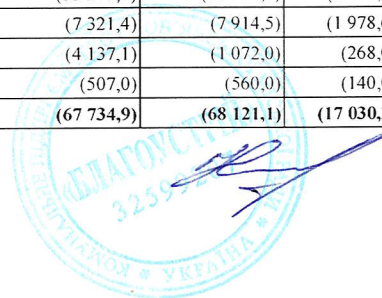 (7 321,4) (7 914,5) (1 978,
(4 137,1) (1 072,0) (268,
(507,0) (560,0) (140,
(67 734,9) (68 121,1) (17 030,
«БЛАГОУСТРІЙ
УКРАЇНА